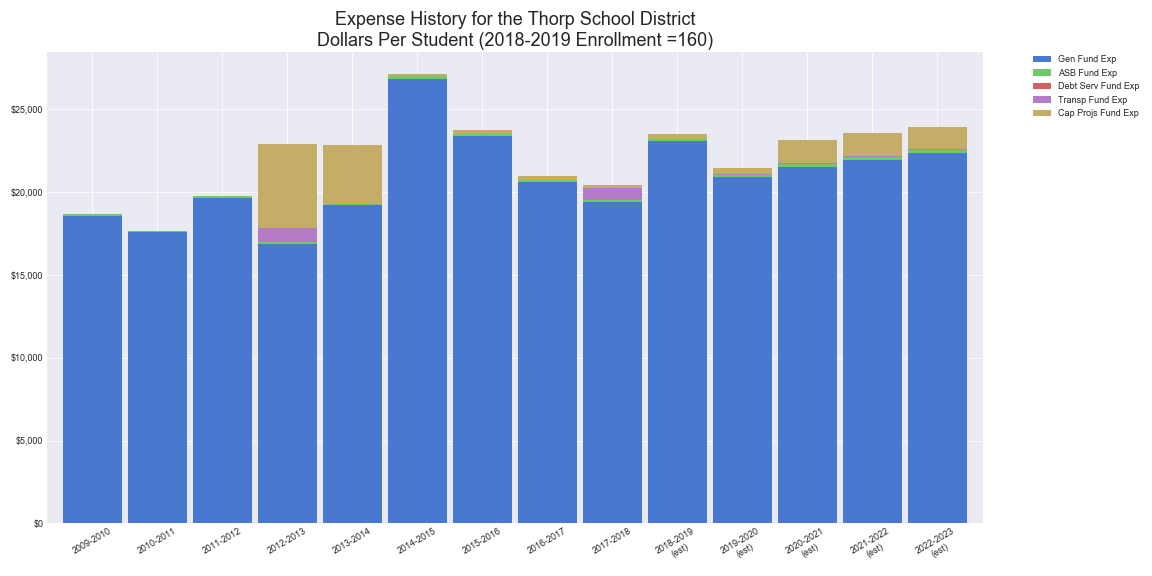 Expense History for the Thorp School District
Dollars Per Student (2018-2019 Enrollment =160)
Gen Fund Exp
ASB Fund Exp
Debt Serv Fund Exp
Transp Fund Exp
Cap Projs Fund Exp
$25,000
$20,000
$15,000
$10,000
$5,000
$0
2009-2010
2010-2011
2011-2012
2012-2013
2013-2014
2014-2015
2015-2016
2016-2017
2017-2018
2018-2019
(est)
2019-2020
(est)
2020-2021
(est)
2021-2022
(est)
2022-2023
(est)